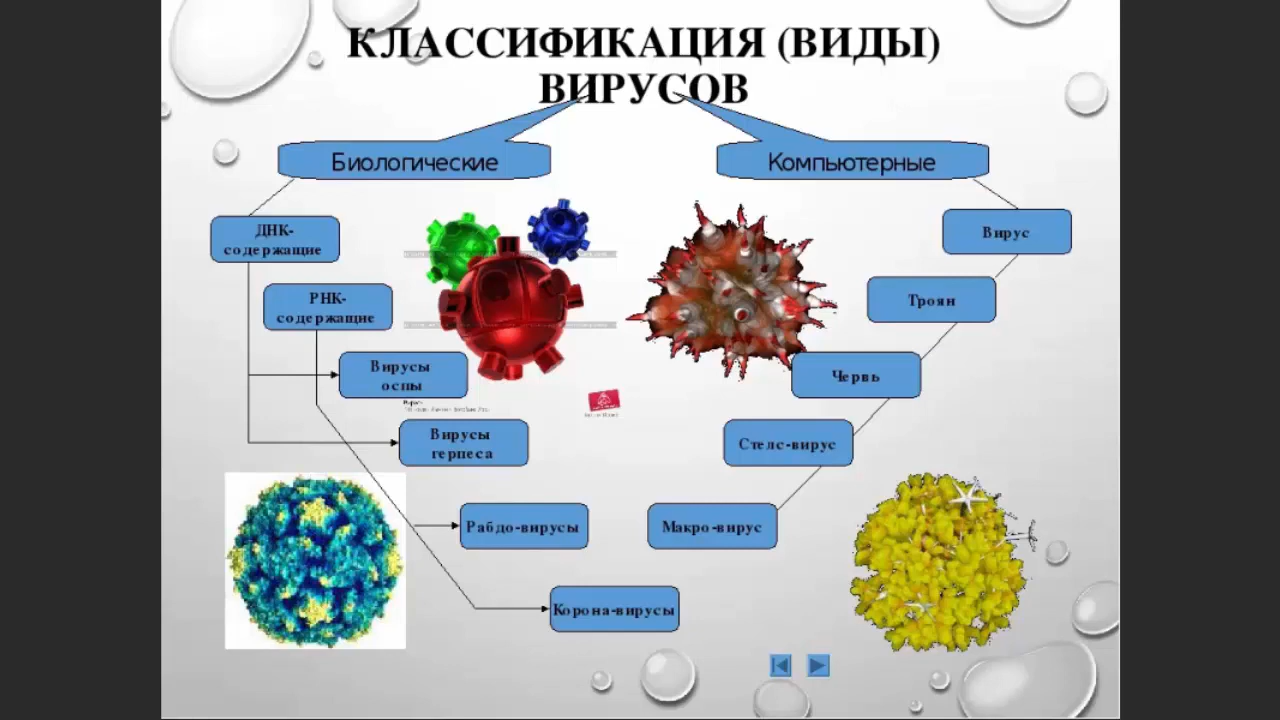 КЛАССИФИКАЦИЯ (ВИДЫ)
ВИРУСОВ
Биологические
Компьютерные
ДНК-
содержащие
Вирус
РНК-
содержащие
Троян
Вирусы
оспы
Червь
Вирусы
герпеса
Стелс-вирус
Рабдо-вирусы
Макро-вирус
Корона-вирусы